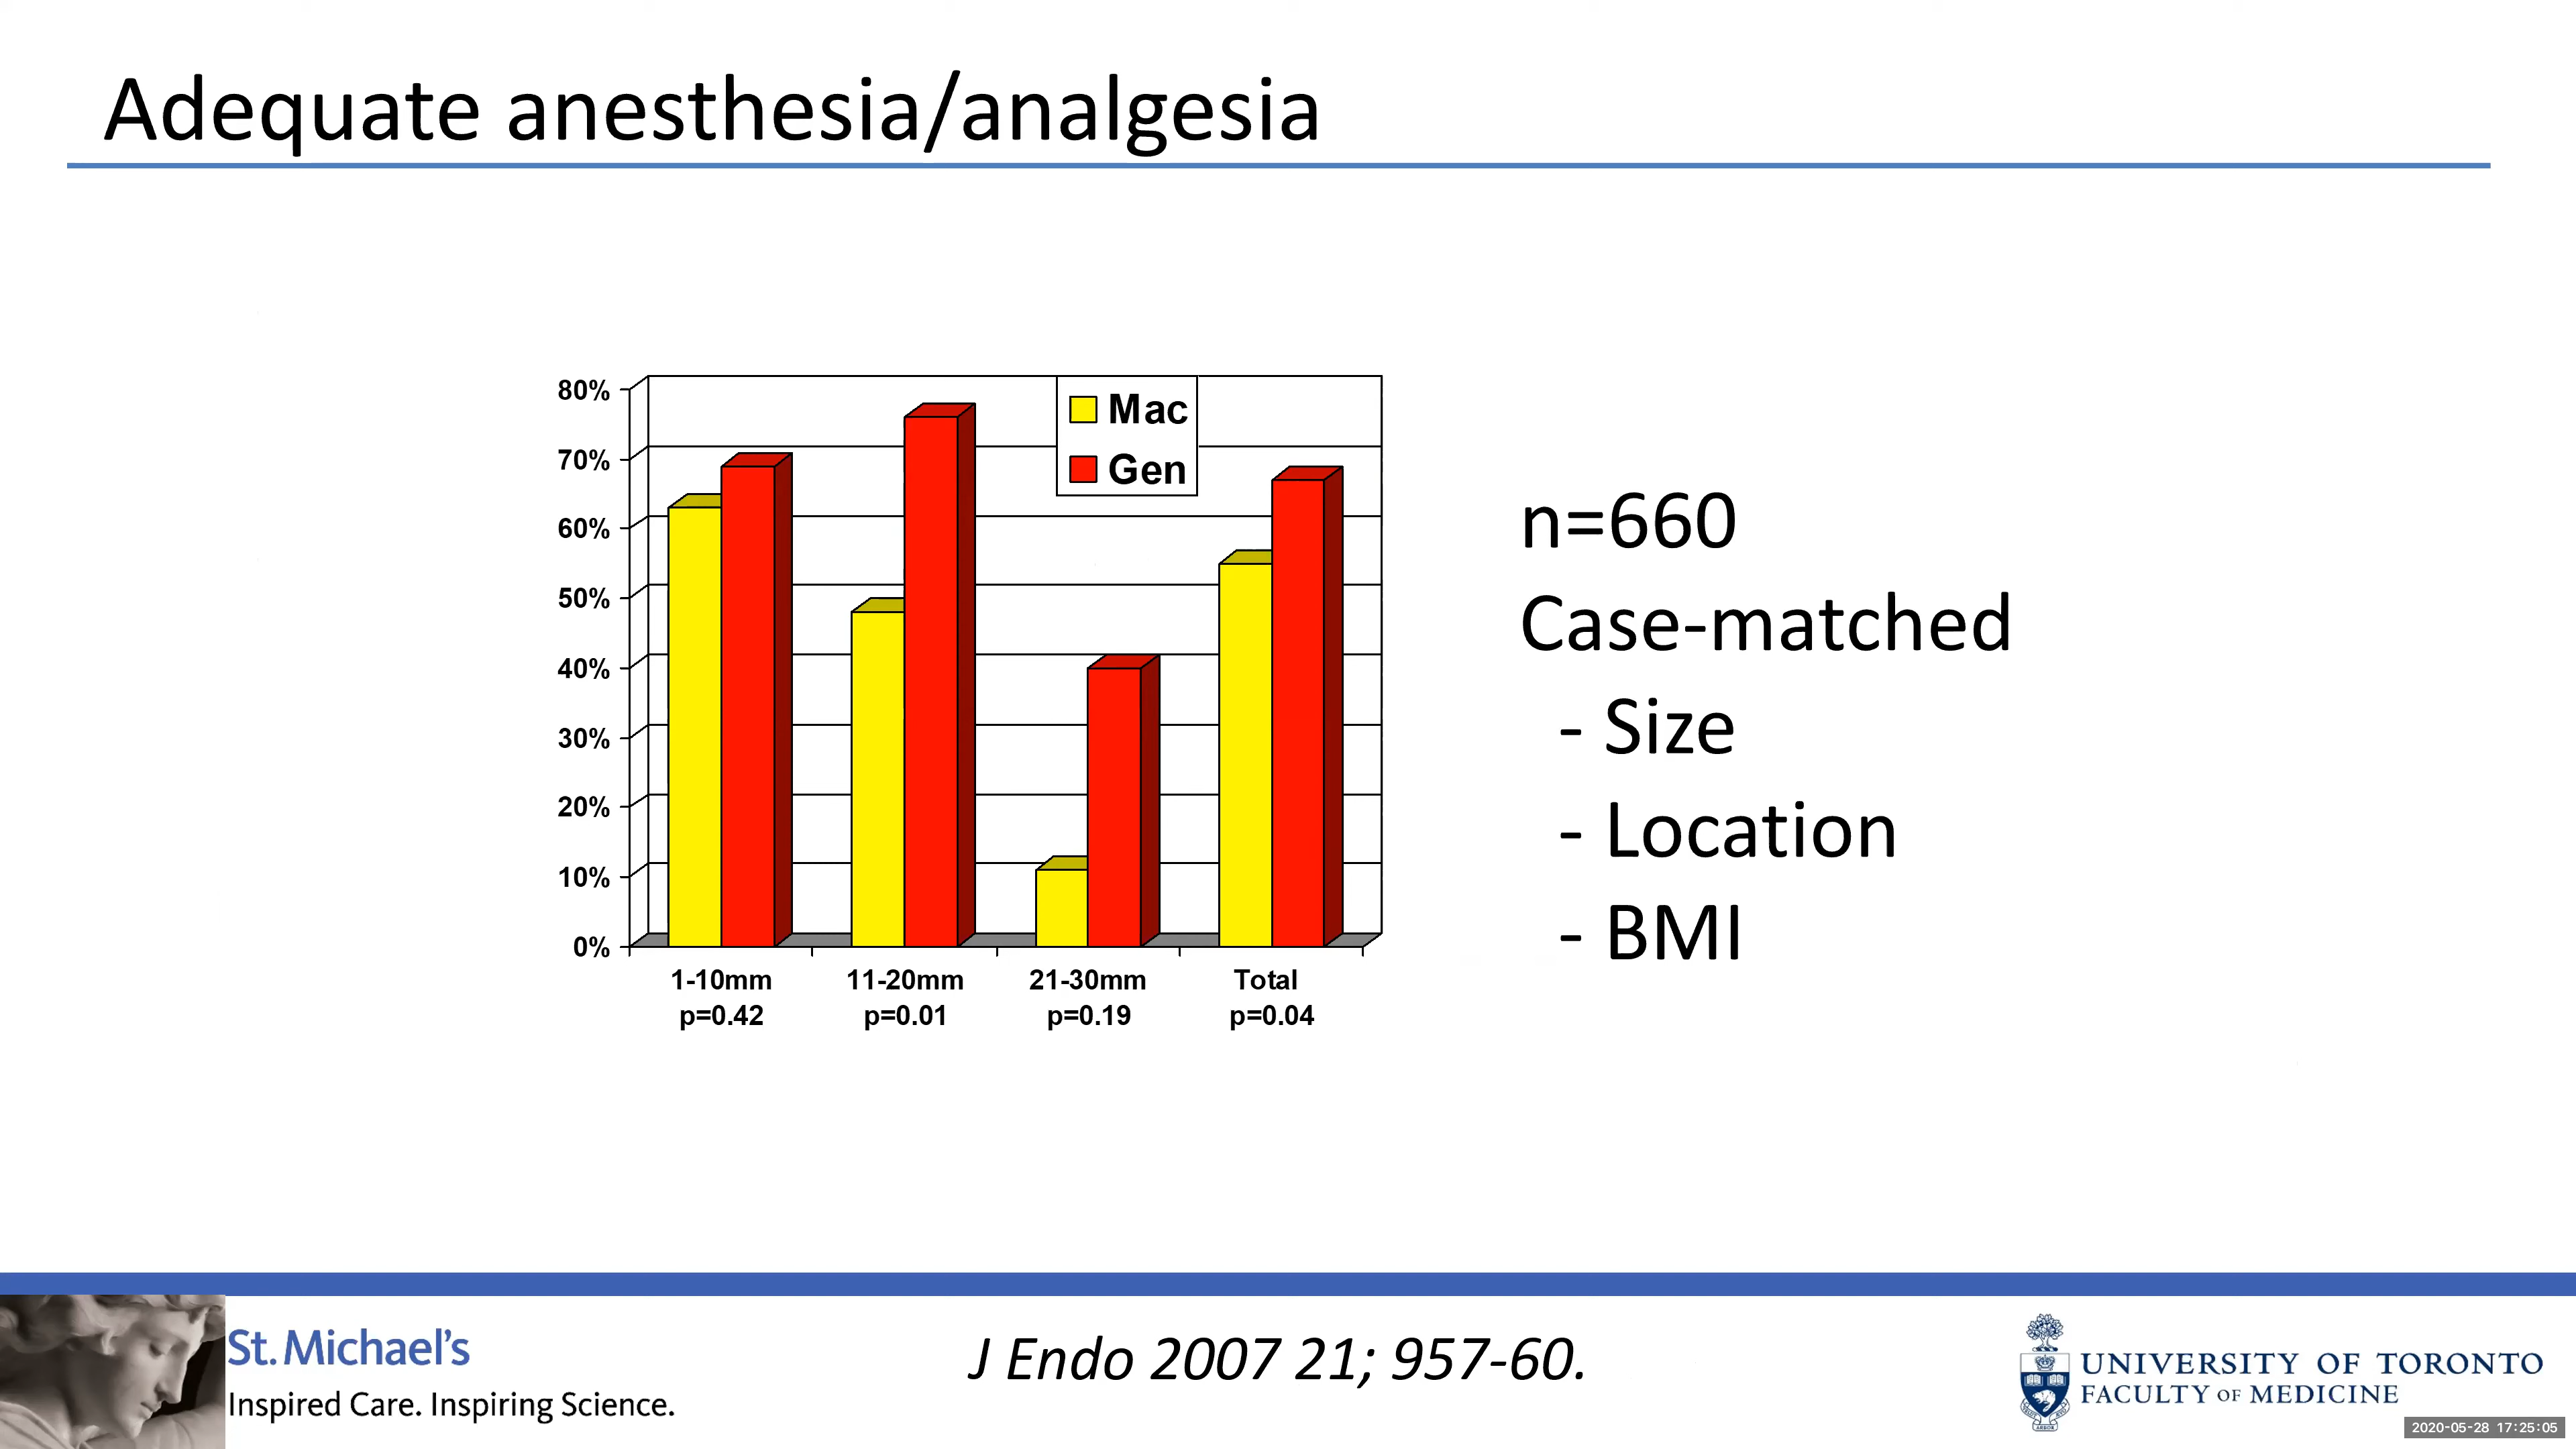 Adequate anesthesia/analgesia
80%
70%
60%
50%
40%
30%
20%
10%
0%
Mac
Gen
1-10mm
p=0.42
11-20mm
p=0.01
21-30mm
p=0.19
Total
p=0.04
n=660
Case-matched
- Size
- Location
- BMI
St. Michael's
Inspired Care. Inspiring Science.
J Endo 2007 21; 957-60.
UNIVERSITY OF TORONTO
FACULTY OF MEDICINE
2020-05-28 17:25:05